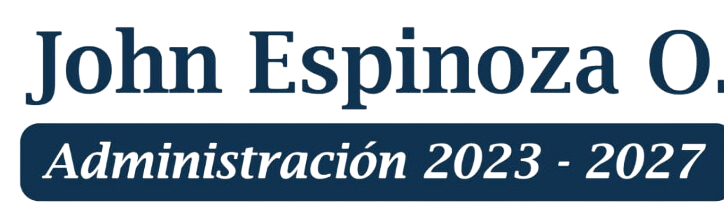 John Espinoza O.
Administración 2023 - 2027